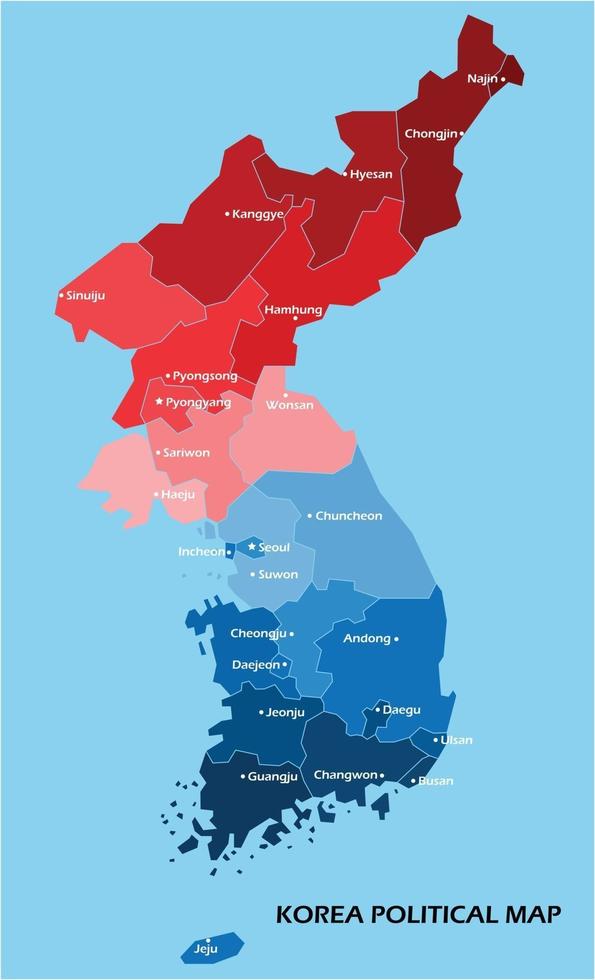 Najin
Chongjin
Hyesan
Kanggye
Sinuiju
Hamhung
Pyongsong
Pyongyang
Wonsan
Sariwon
Haeju
Chuncheon
Incheon
Seoul
Suwon
Cheongju
Andong
Daejeon
Jeonju
Daegu
Ulsan
Guangju
Changwon
Busan
KOREA POLITICAL MAP
Jeju